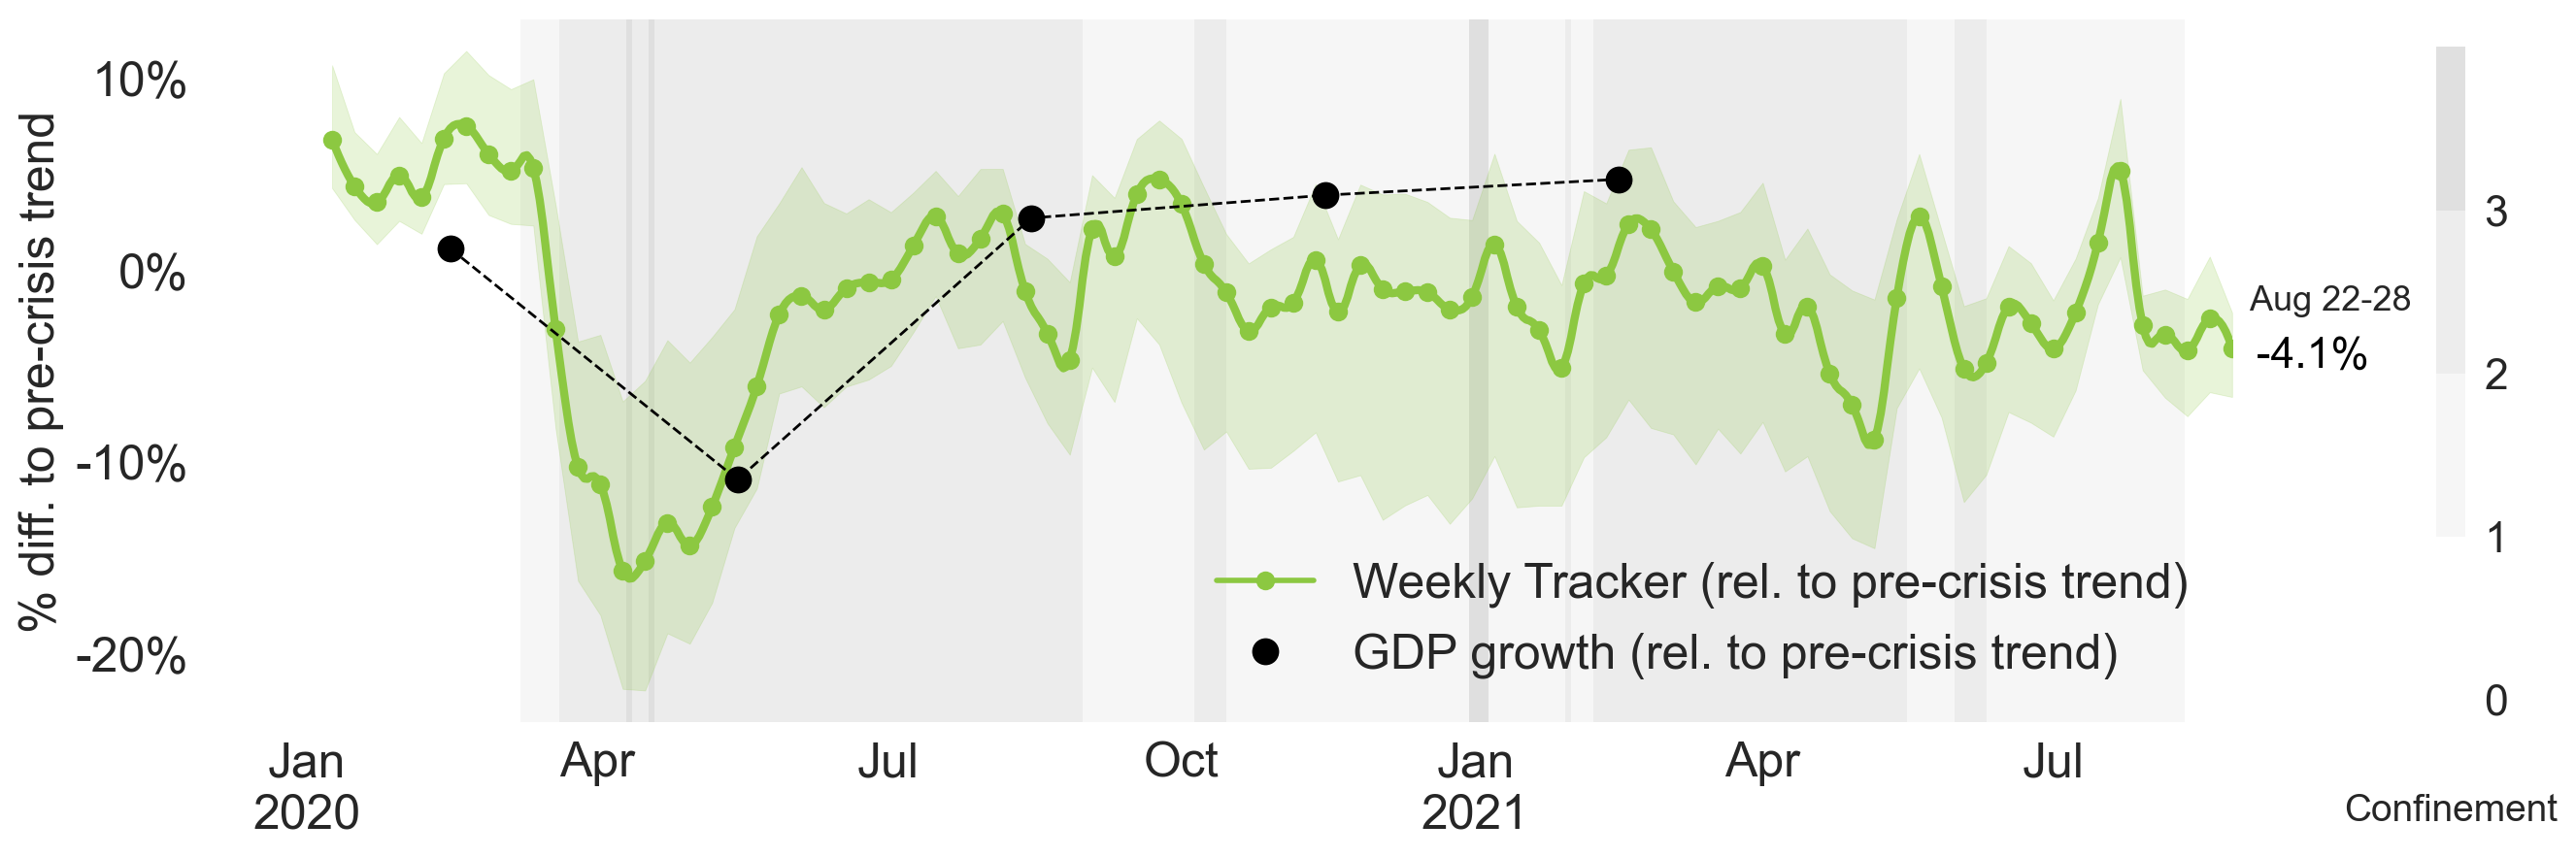 % diff. to pre-crisis trend
10%
0%
-10%
-20%
Jan
2020
Apr
Jul
Oct
Jan
2021
Apr
Jul
Weekly Tracker (rel. to pre-crisis trend)
GDP growth (rel. to pre-crisis trend)
Aug 22-28
-4.1%
3
2
1
0
Confinement